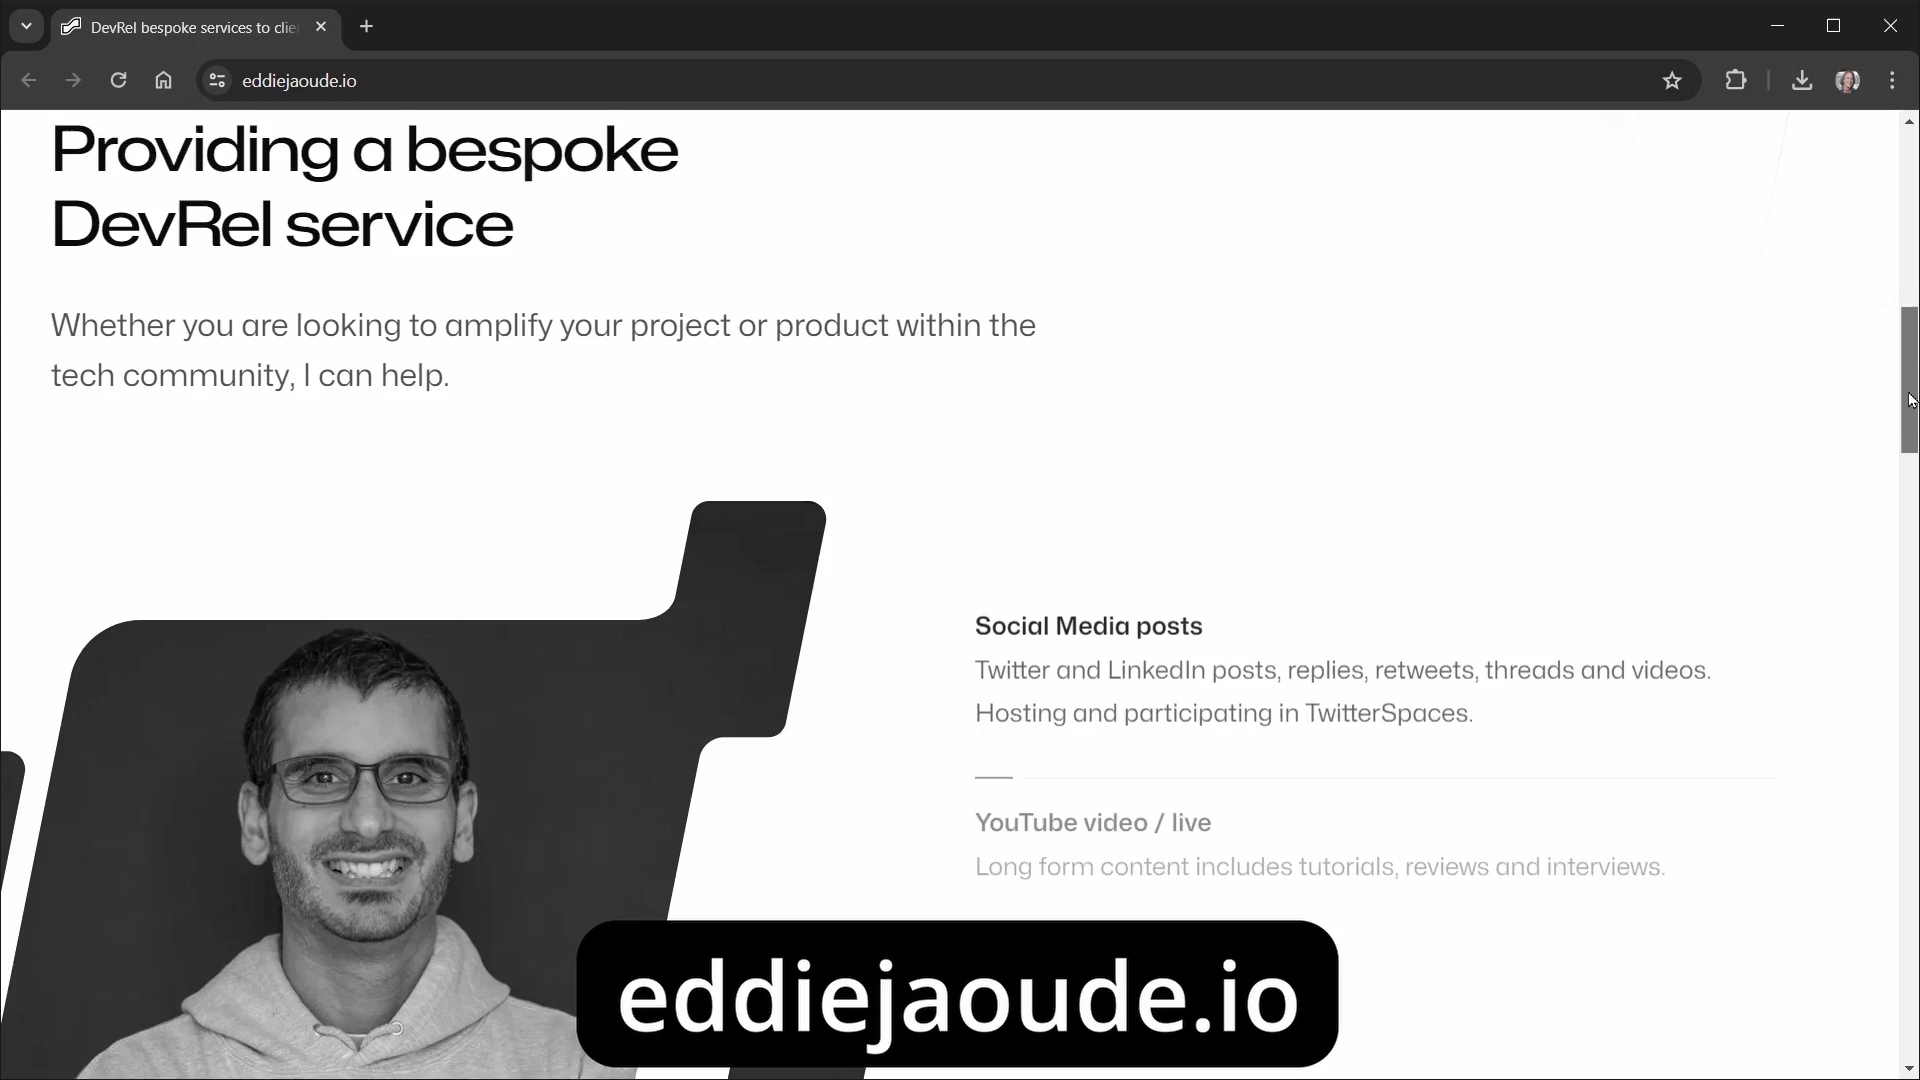 DevRel bespoke services to clie
eddiejaoude.io
Providing a bespoke
DevRel service
Whether you are looking to amplify your project or product within the
tech community, I can help.
Social Media posts
Twitter and LinkedIn posts, replies, retweets, threads and videos.
Hosting and participating in TwitterSpaces.
YouTube video / live
Long form content includes tutorials, reviews and interviews.
eddiejaoude.io